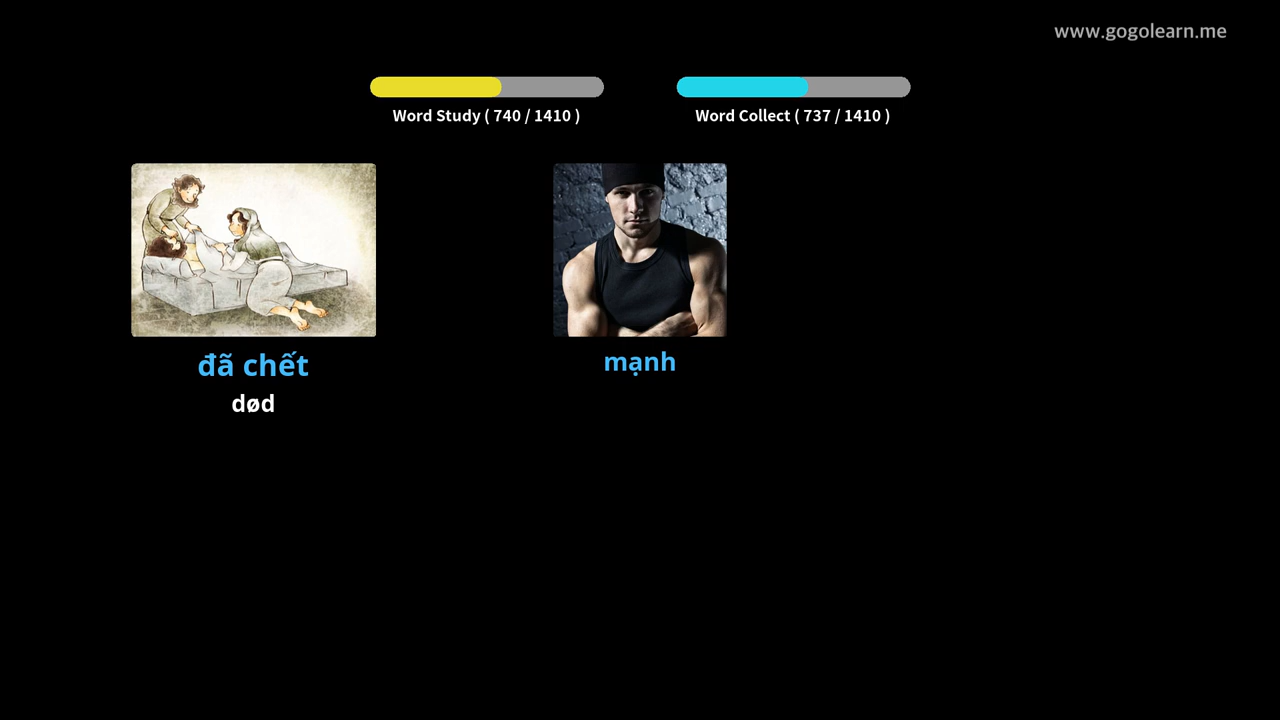 www.gogolearn.me
Word Study ( 740 / 1410 )
Word Collect ( 737 / 1410 )
đã chết
mạnh
død